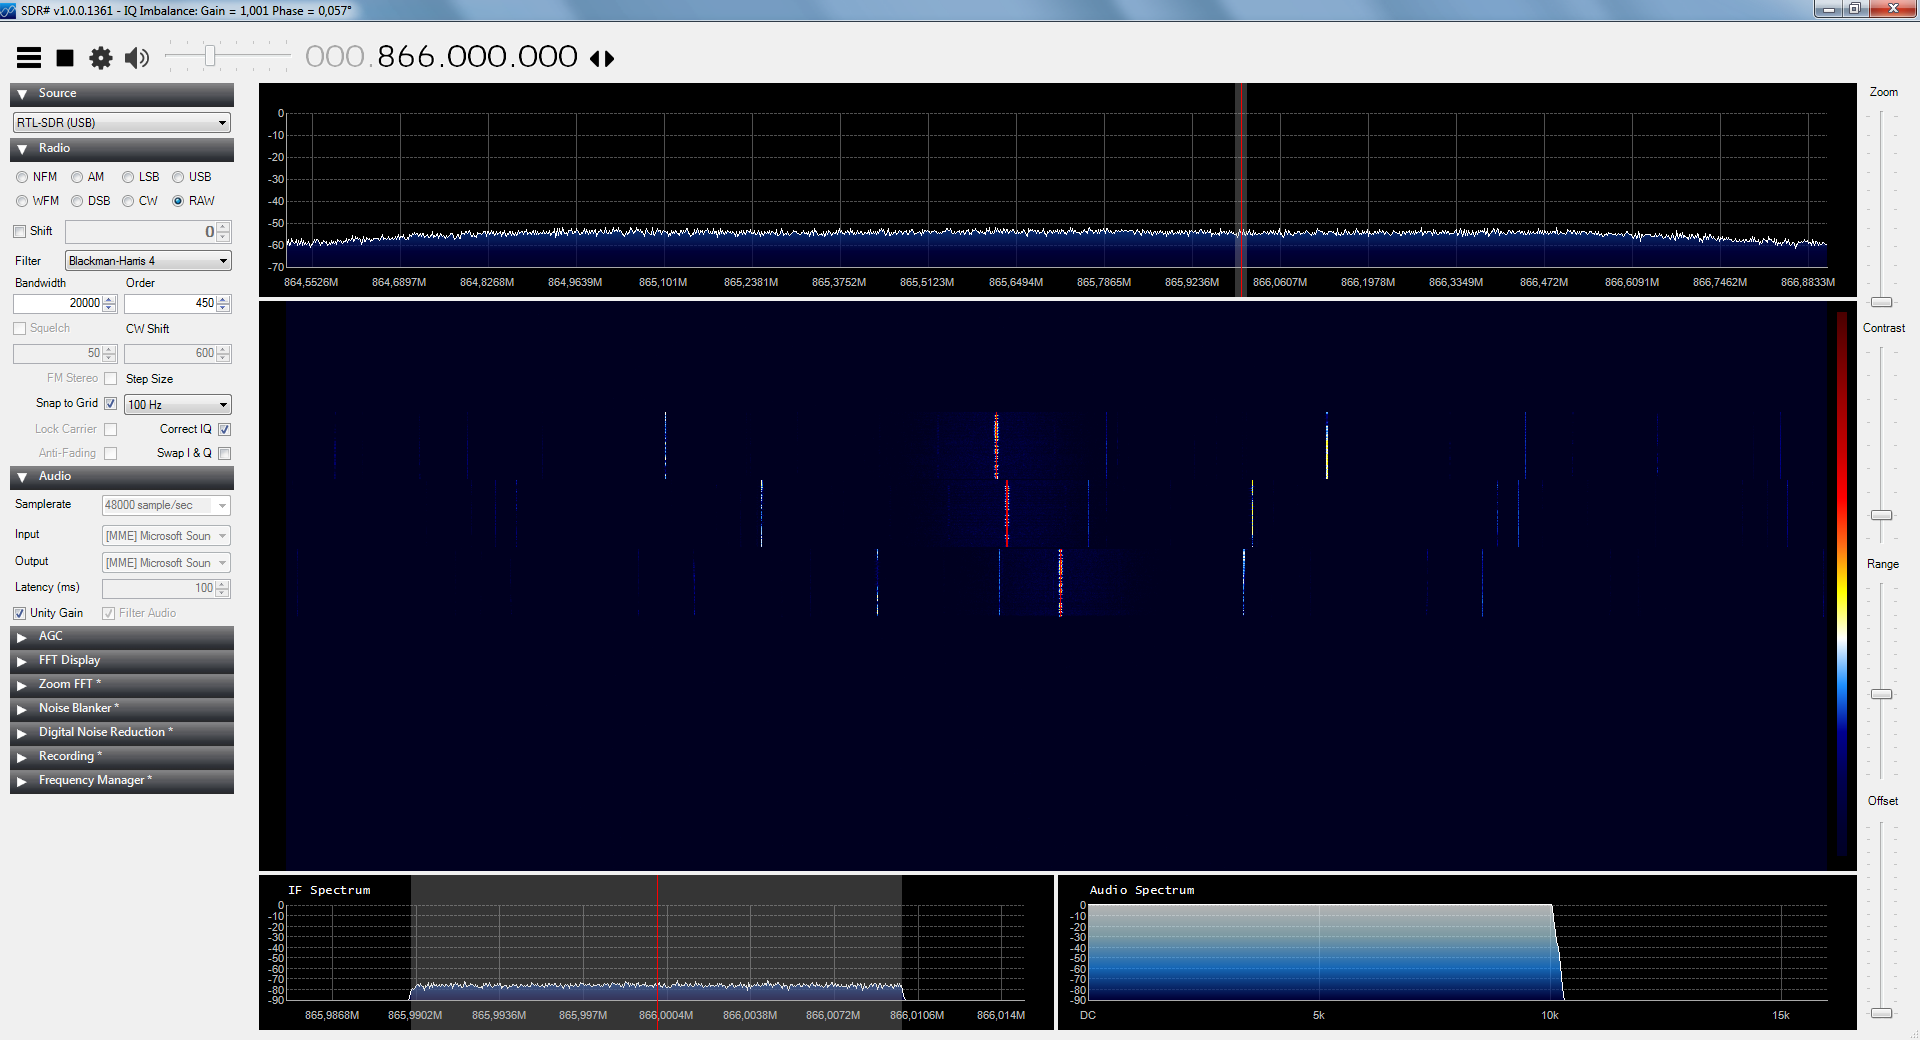 SDR# v1.0.0.1361 - IQ Imbalance: Gain = 1,001 Phase = 0,057°
000.866.000.000
Source
RTL-SDR (USB)
Radio
NFM AM LSB USB
WFM DSB CW RAW
Shift 0
Filter Blackman-Harris 4
Bandwidth Order
20000 450
Squelch CW Shift
50 600
FM Stereo Step Size
Snap to Grid 100 Hz
Lock Carrier Correct IQ
Anti-Fading Swap I & Q
Audio
Samplerate 48000 sample/sec
Input [MME] Microsoft Soun
Output [MME] Microsoft Soun
Latency (ms) 100
Unity Gain Filter Audio
AGC
FFT Display
Zoom FFT *
Noise Blanker *
Digital Noise Reduction *
Recording *
Frequency Manager *
0
-10
-20
-30
-40
-50
-60
-70
864,5526M 864,6897M 864,8268M 864,9639M 865,101M 865,2381M 865,3752M 865,5123M 865,6494M 865,7865M 865,9236M 866,0607M 866,1978M 866,3349M 866,472M 866,6091M 866,7462M 866,8833M
Zoom
Contrast
Range
Offset
IF Spectrum
0
-10
-20
-30
-40
-50
-60
-70
-80
-90
865,9868M 865,9902M 865,9936M 865,997M 866,0004M 866,0038M 866,0072M 866,0106M 866,014M
Audio Spectrum
0
-10
-20
-30
-40
-50
-60
-70
-80
-90
DC 5k 10k 15k